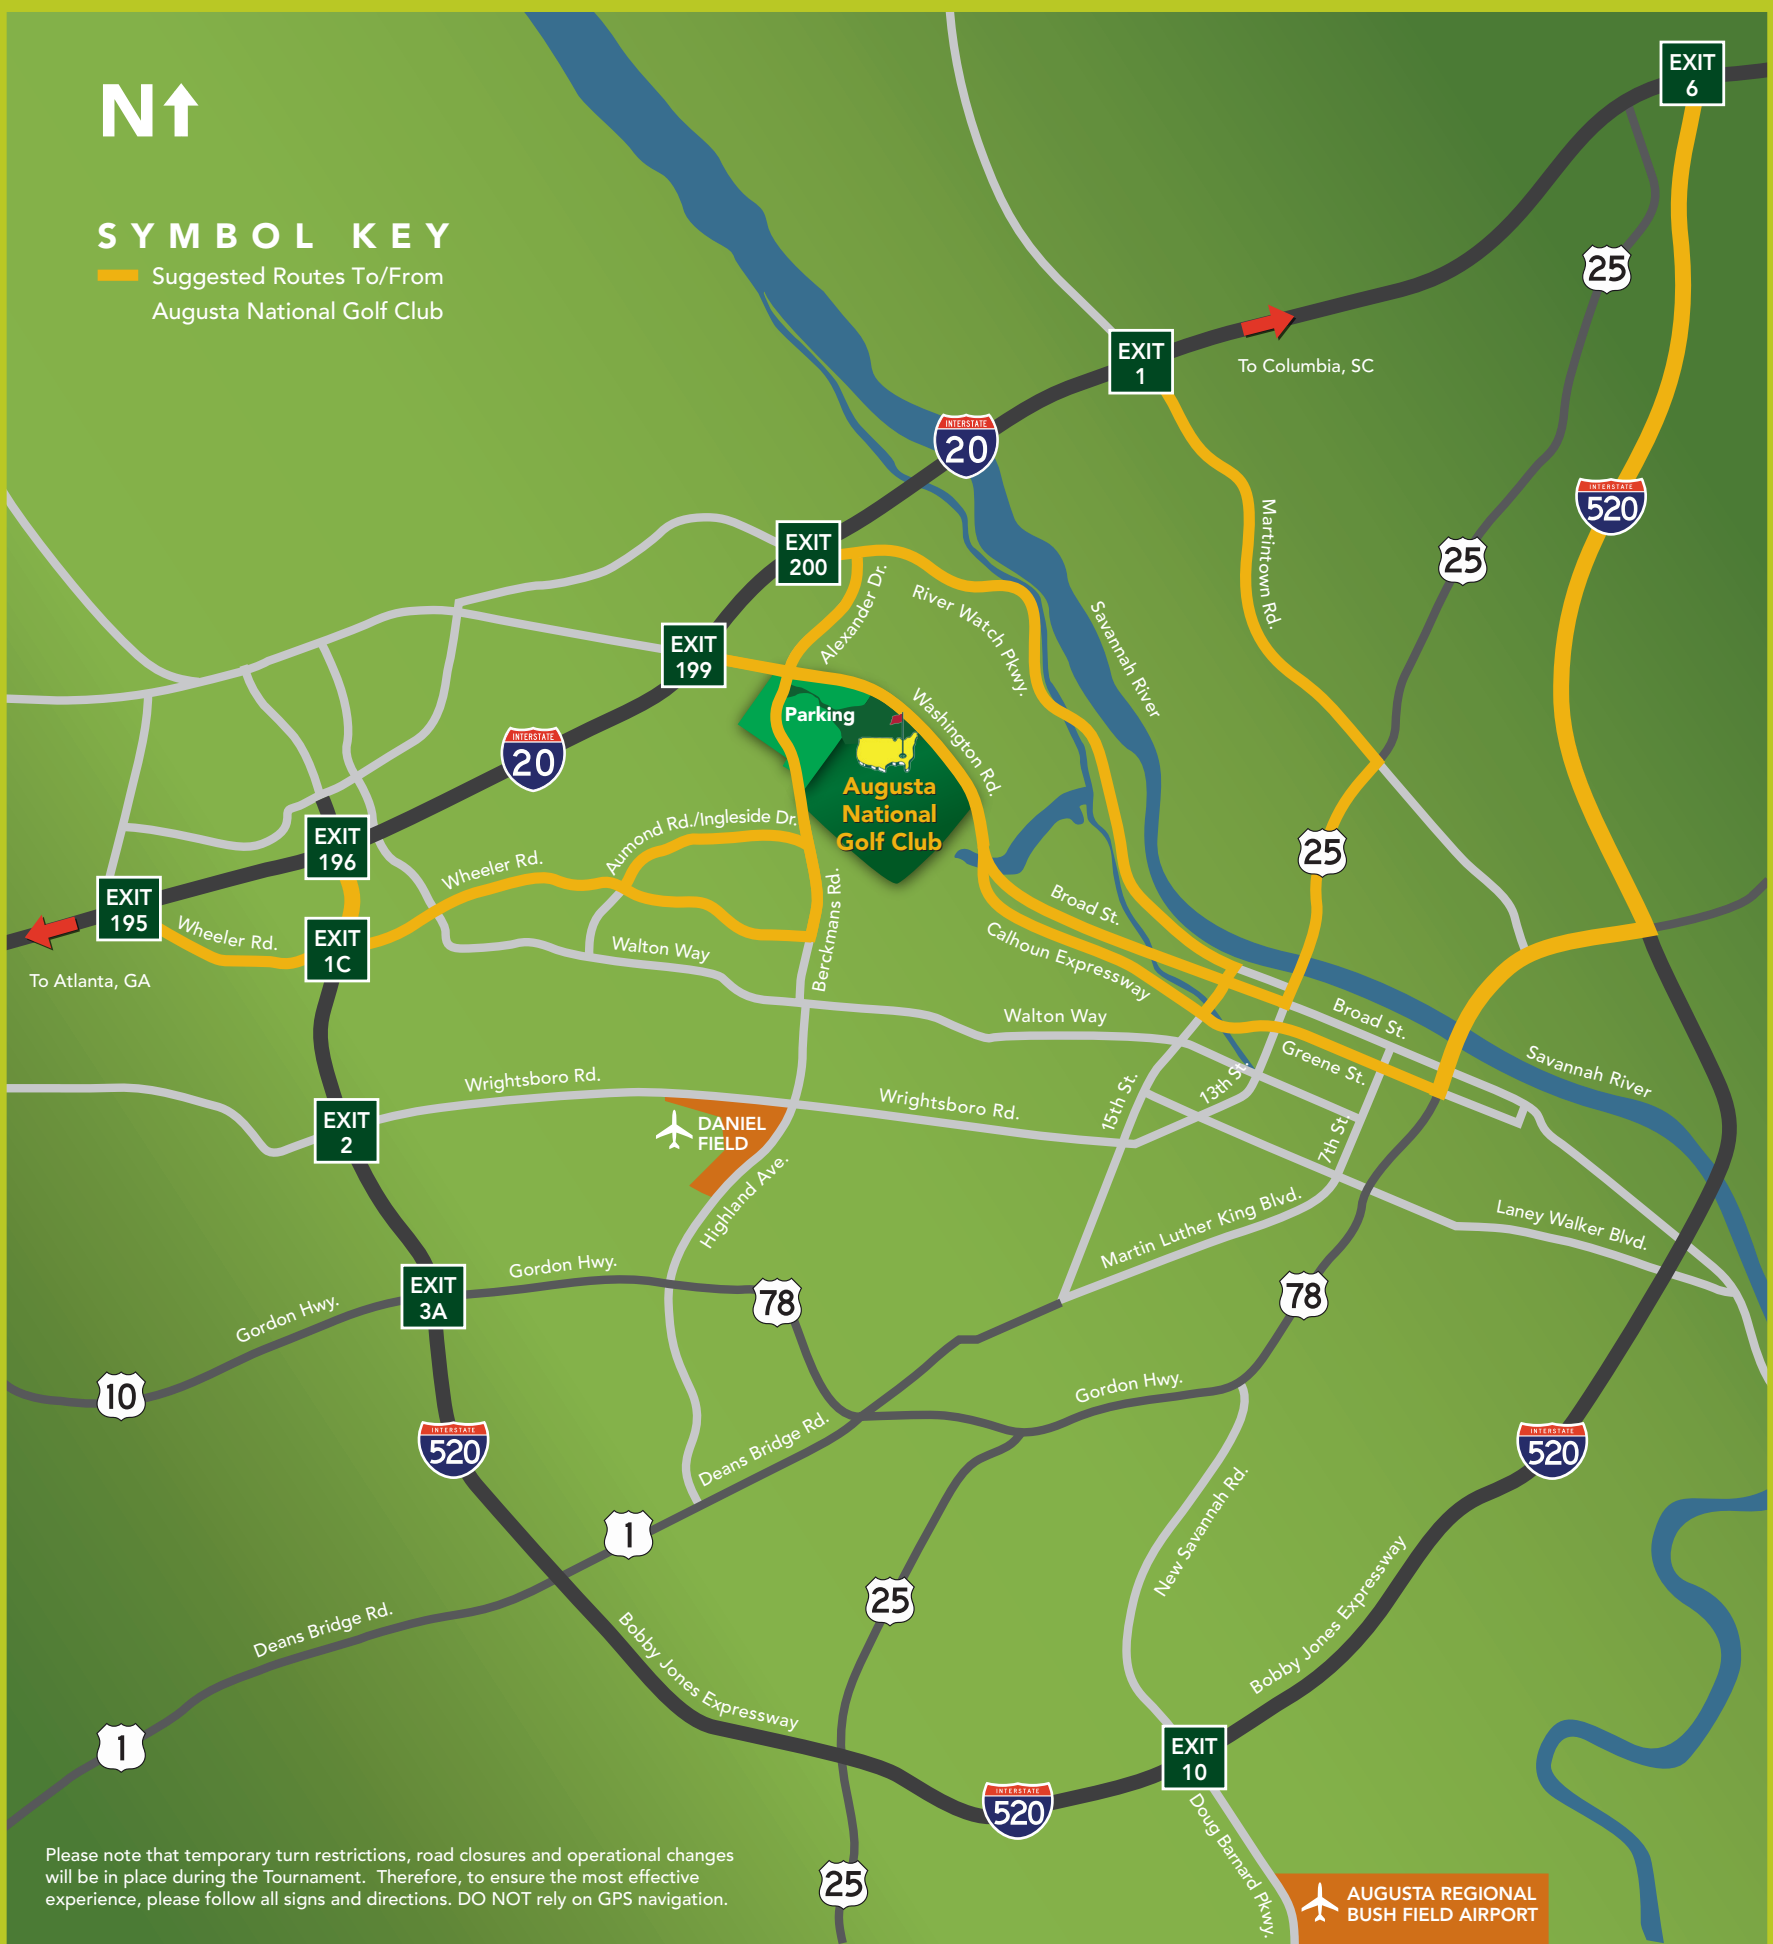 N
SYMBOL KEY
Suggested Routes To/From
Augusta National Golf Club
EXIT
6
25
EXIT
1
To Columbia, SC
INTERSTATE
20
INTERSTATE
520
Martintown Rd.
25
EXIT
200
Alexander Dr.
River Watch Pkwy.
Savannah River
EXIT
199
Washington Rd.
Parking
INTERSTATE
20
Augusta
National
Golf Club
Aumond Rd./Ingleside Dr.
EXIT
196
Wheeler Rd.
25
EXIT
195
Wheeler Rd.
EXIT
1C
Berckmans Rd.
Broad St.
Calhoun Expressway
Walton Way
To Atlanta, GA
Walton Way
Broad St.
Greene St.
Savannah River
Wrightsboro Rd.
Wrightsboro Rd.
15th St.
13th St.
7th St.
EXIT
2
DANIEL
FIELD
Highland Ave.
Martin Luther King Blvd.
Laney Walker Blvd.
EXIT
3A
Gordon Hwy.
Gordon Hwy.
78
78
10
Gordon Hwy.
INTERSTATE
520
Deans Bridge Rd.
INTERSTATE
520
1
New Savannah Rd.
25
Bobby Jones Expressway
Deans Bridge Rd.
Bobby Jones Expressway
1
EXIT
10
INTERSTATE
520
Doug Barnard Pkwy.
25
Please note that temporary turn restrictions, road closures and operational changes
will be in place during the Tournament. Therefore, to ensure the most effective
experience, please follow all signs and directions. DO NOT rely on GPS navigation.
AUGUSTA REGIONAL
BUSH FIELD AIRPORT